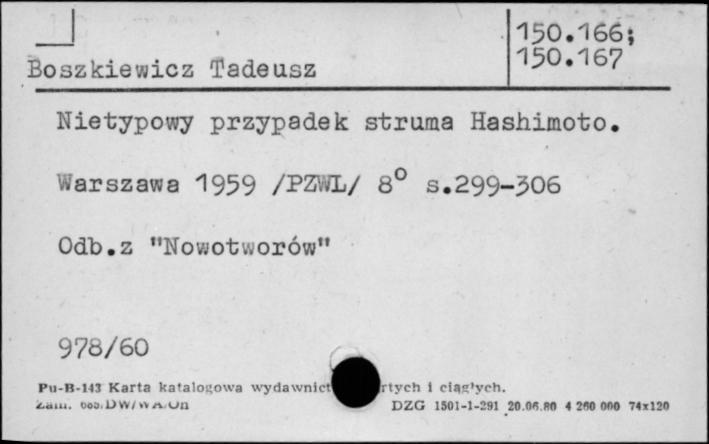 150.166;
150.167
Boszkiewicz Tadeusz
Nietypowy przypadek struma Hashimoto.
Warszawa 1959 /PZWL/ 8° s.299-306
Odb.z "Nowotworów"
978/60
Pu-B-143 Karta katalogowa wydawnict rtych i ciągłych.
DZG 1501-1-291 20.06.80 4 260 000 74x120